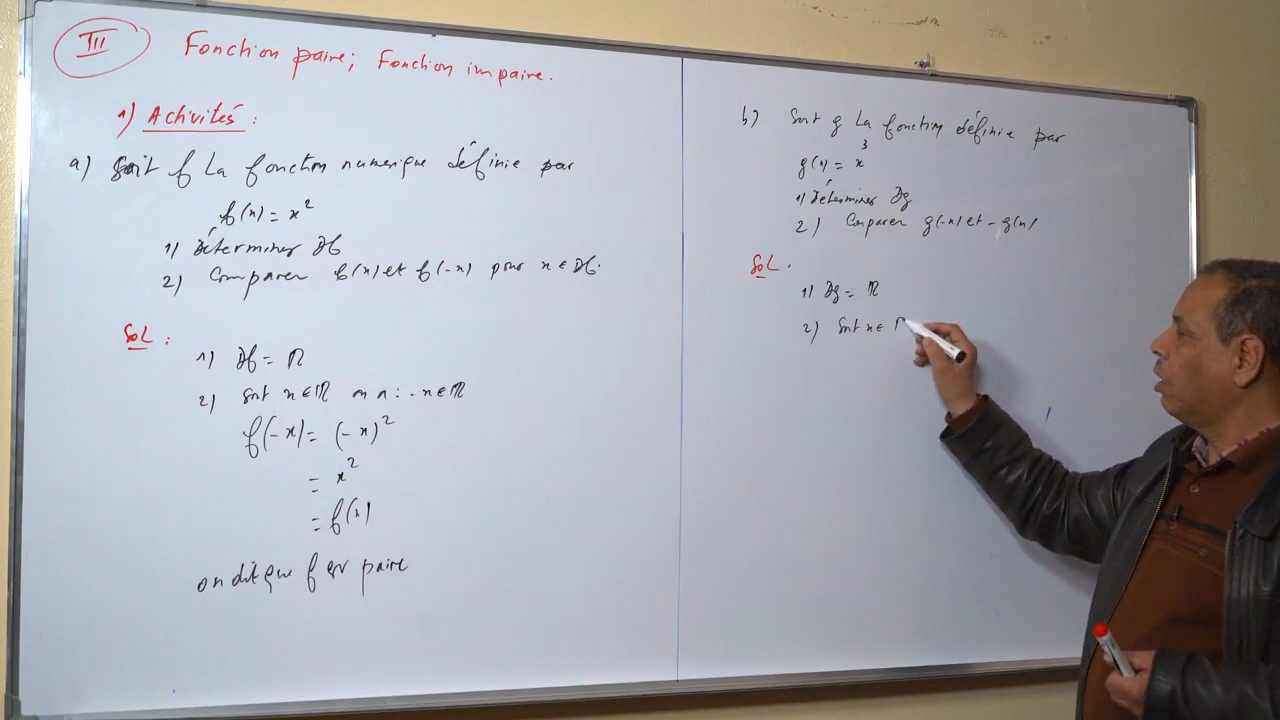 III Fonction paire; Fonction impaire.
1) Activités :
a) Soit f La fonction numerique définie par
f(x) = x²
1) Déterminer Df
2) Comparer f(x) et f(-x) pour x ∈ Df.
Sol :
1) Df = ℝ
2) Soit x ∈ ℝ on a : -x ∈ ℝ
f(-x) = (-x)²
= x²
= f(x)
on dit que f est paire
b) Soit g La fonction définie par
g(x) = x³
1) Déterminer Dg
2) Comparer g(-x) et -g(x)
Sol.
1) Dg = ℝ
2) Soit x ∈